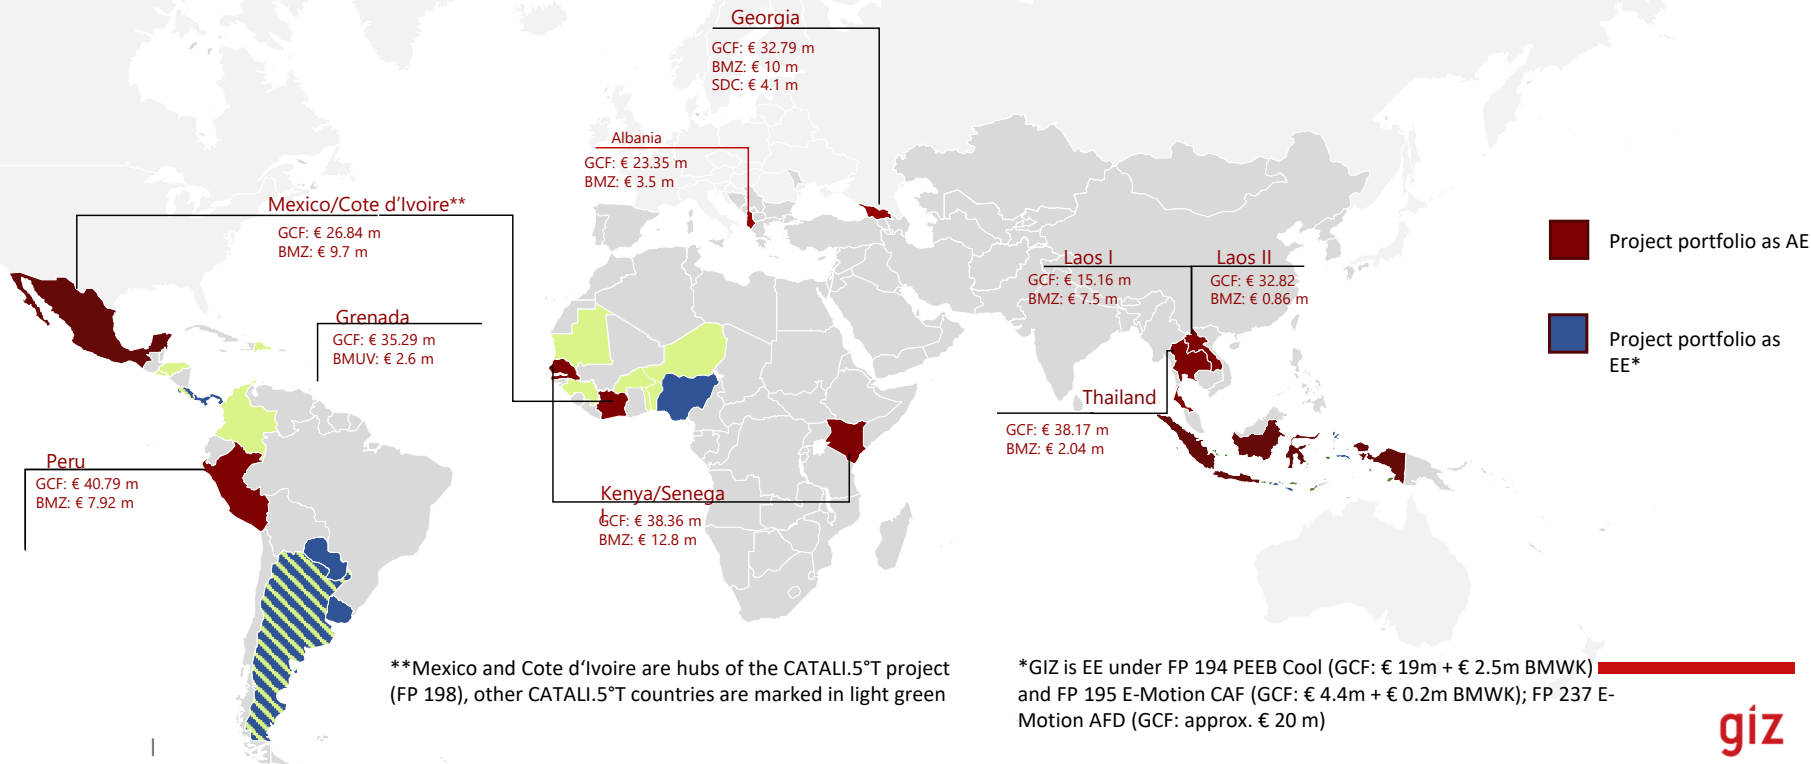 Georgia
GCF: € 32.79 m
BMZ: € 10 m
SDC: € 4.1 m
Albania
GCF: € 23.35 m
BMZ: € 3.5 m
Mexico/Cote d‘Ivoire**
GCF: € 26.84 m
BMZ: € 9.7 m
Grenada
GCF: € 35.29 m
BMUV: € 2.6 m
Laos I
GCF: € 15.16 m
BMZ: € 7.5 m
Laos II
GCF: € 32.82
BMZ: € 0.86 m
Project portfolio as AE
Project portfolio as
EE*
Thailand
GCF: € 38.17 m
BMZ: € 2.04 m
Peru
GCF: € 40.79 m
BMZ: € 7.92 m
Kenya/Senega
l
GCF: € 38.36 m
BMZ: € 12.8 m
**Mexico and Cote d‘Ivoire are hubs of the CATALI.5°T project
(FP 198), other CATALI.5°T countries are marked in light green
*GIZ is EE under FP 194 PEEB Cool (GCF: € 19m + € 2.5m BMWK)
and FP 195 E-Motion CAF (GCF: € 4.4m + € 0.2m BMWK); FP 237 E-
Motion AFD (GCF: approx. € 20 m)
giz